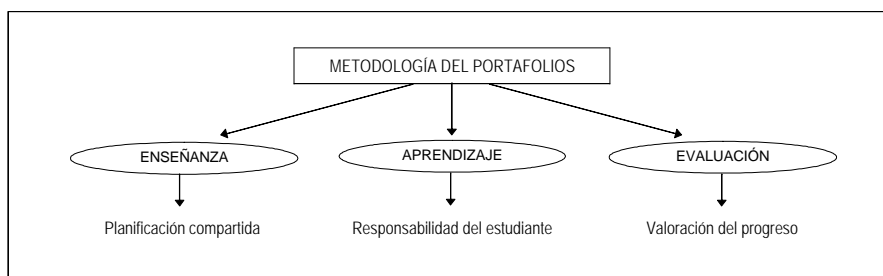 METODOLOGÍA DEL PORTAFOLIOS
ENSEÑANZA
APRENDIZAJE
EVALUACIÓN
Planificación compartida
Responsabilidad del estudiante
Valoración del progreso